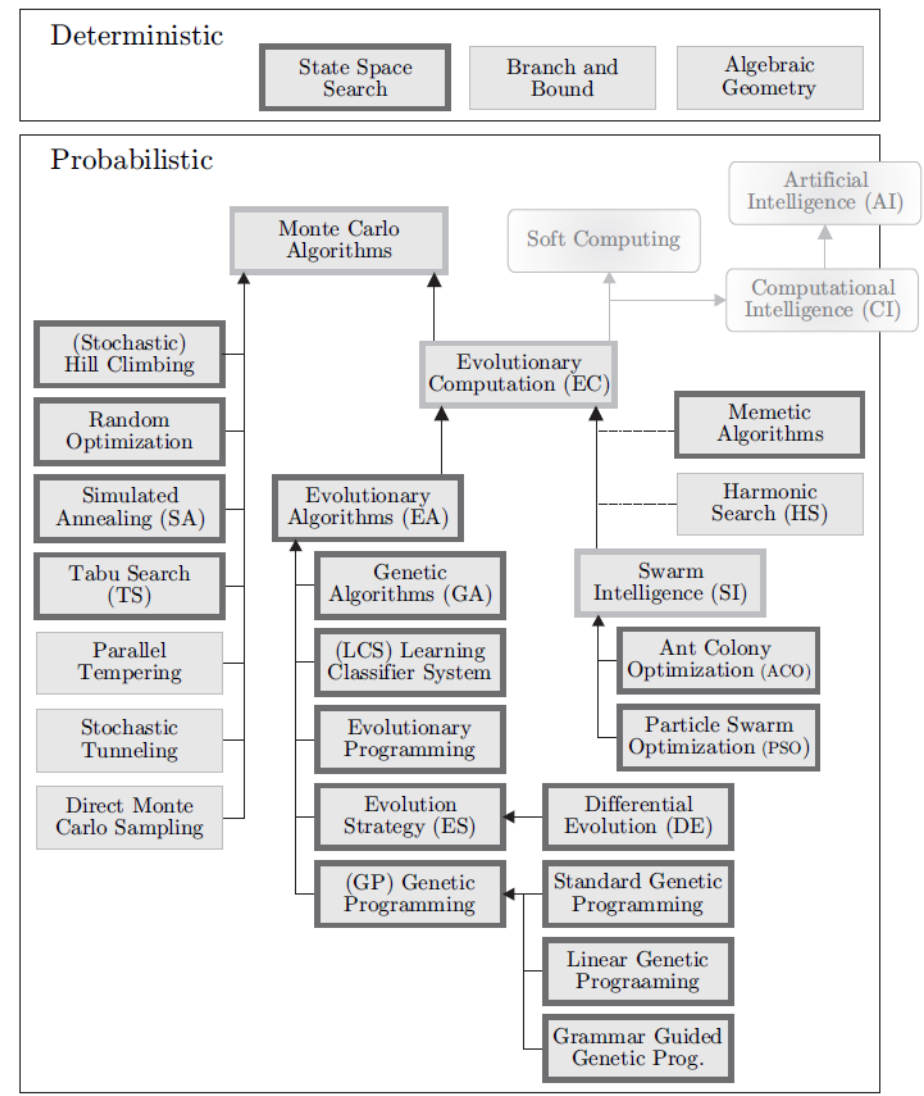 Deterministic
State Space
Search
Branch and
Bound
Algebraic
Geometry
Probabilistic
Artificial
Intelligence (AI)
Monte Carlo
Algorithms
Soft Computing
Computational
Intelligence (CI)
(Stochastic)
Hill Climbing
Evolutionary
Computation (EC)
Random
Optimization
Memetic
Algorithms
Simulated
Annealing (SA)
Evolutionary
Algorithms (EA)
Harmonic
Search (HS)
Tabu Search
(TS)
Genetic
Algorithms (GA)
Swarm
Intelligence (SI)
Parallel
Tempering
(LCS) Learning
Classifier System
Ant Colony
Optimization (ACO)
Stochastic
Tunneling
Evolutionary
Programming
Particle Swarm
Optimization (PSO)
Direct Monte
Carlo Sampling
Evolution
Strategy (ES)
Differential
Evolution (DE)
(GP) Genetic
Programming
Standard Genetic
Programming
Linear Genetic
Prograaming
Grammar Guided
Genetic Prog.